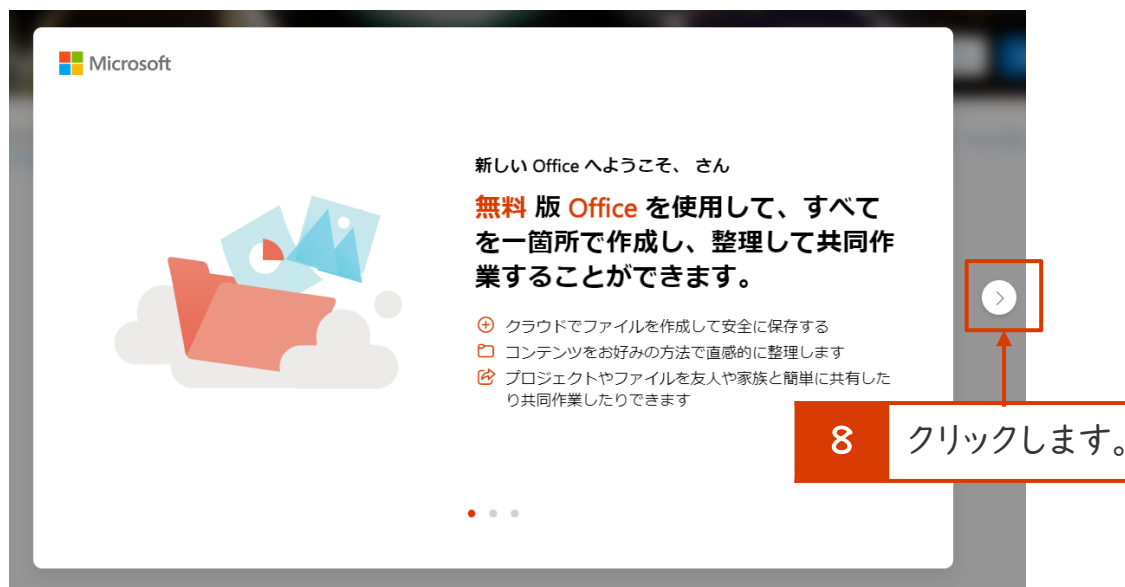 Microsoft
新しい Office へようこそ、 さん
無料 版 Office を使用して、すべて
を一箇所で作成し、整理して共同作
業することができます。
クラウドでファイルを作成して安全に保存する
コンテンツをお好みの方法で直感的に整理します
プロジェクトやファイルを友人や家族と簡単に共有した
り共同作業したりできます
8 クリックします。